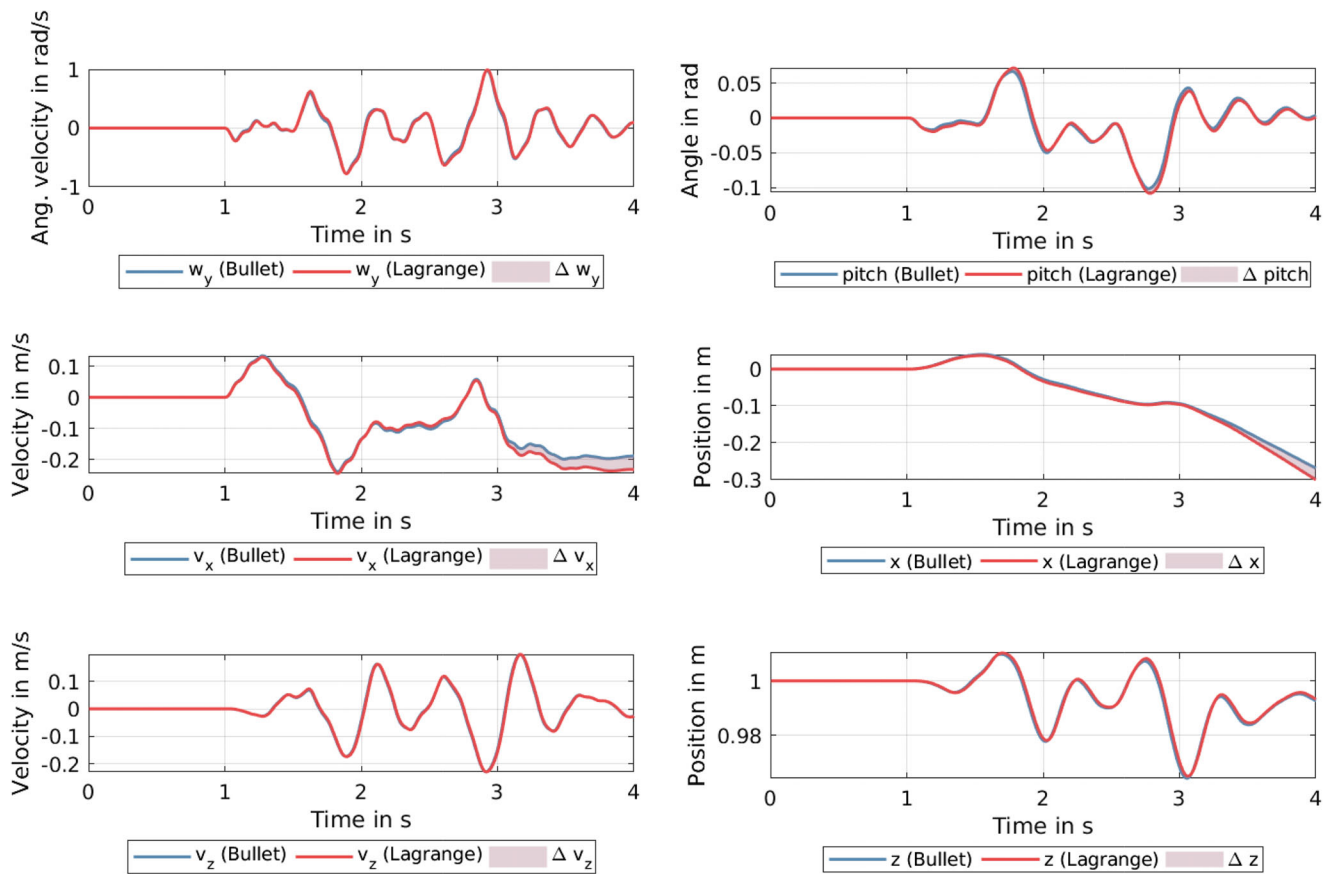 Ang. velocity in rad/s
1
0
-1
0 1 2 3 4
Time in s
w_y (Bullet) w_y (Lagrange) Δ w_y
Angle in rad
0.05
0
-0.05
-0.1
0 1 2 3 4
Time in s
pitch (Bullet) pitch (Lagrange) Δ pitch
Velocity in m/s
0.1
0
-0.1
-0.2
0 1 2 3 4
Time in s
v_x (Bullet) v_x (Lagrange) Δ v_x
Position in m
0
-0.1
-0.2
-0.3
0 1 2 3 4
Time in s
x (Bullet) x (Lagrange) Δ x
Velocity in m/s
0.1
0
-0.1
-0.2
0 1 2 3 4
Time in s
v_z (Bullet) v_z (Lagrange) Δ v_z
Position in m
1
0.98
0 1 2 3 4
Time in s
z (Bullet) z (Lagrange) Δ z